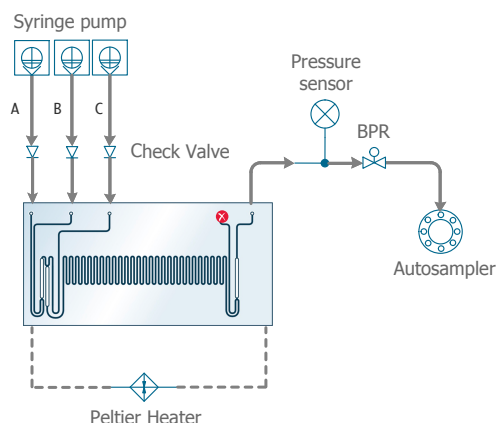 Syringe pump
A
B
C
Check Valve
Pressure
sensor
BPR
Autosampler
Peltier Heater